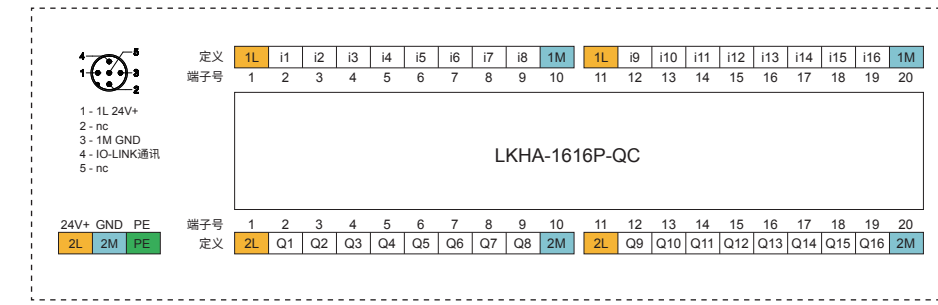 4 5
1 3
2
1 - 1L 24V+
2 - nc
3 - 1M GND
4 - IO-LINK通讯
5 - nc
定义 1L i1 i2 i3 i4 i5 i6 i7 i8 1M 1L i9 i10 i11 i12 i13 i14 i15 i16 1M
端子号 1 2 3 4 5 6 7 8 9 10 11 12 13 14 15 16 17 18 19 20
LKHA-1616P-QC
24V+ GND PE
2L 2M PE
端子号 1 2 3 4 5 6 7 8 9 10 11 12 13 14 15 16 17 18 19 20
定义 2L Q1 Q2 Q3 Q4 Q5 Q6 Q7 Q8 2M 2L Q9 Q10 Q11 Q12 Q13 Q14 Q15 Q16 2M